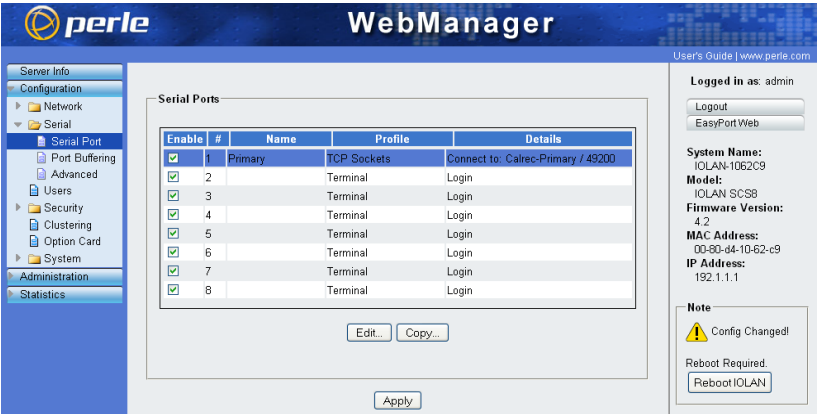 perle
WebManager
User's Guide | www.perle.com
Server Info
Configuration
Network
Serial
Serial Port
Port Buffering
Advanced
Users
Security
Clustering
Option Card
System
Administration
Statistics
Serial Ports
Enable # Name Profile Details
1 Primary TCP Sockets Connect to: Calrec-Primary / 49200
2 Terminal Login
3 Terminal Login
4 Terminal Login
5 Terminal Login
6 Terminal Login
7 Terminal Login
8 Terminal Login
Edit... Copy...
Apply
Logged in as: admin
Logout
EasyPort Web
System Name:
IOLAN-1062C9
Model:
IOLAN SCS8
Firmware Version:
4.2
MAC Address:
00-80-d4-10-62-c9
IP Address:
192.1.1.1
Note
Config Changed!
Reboot Required.
Reboot IOLAN